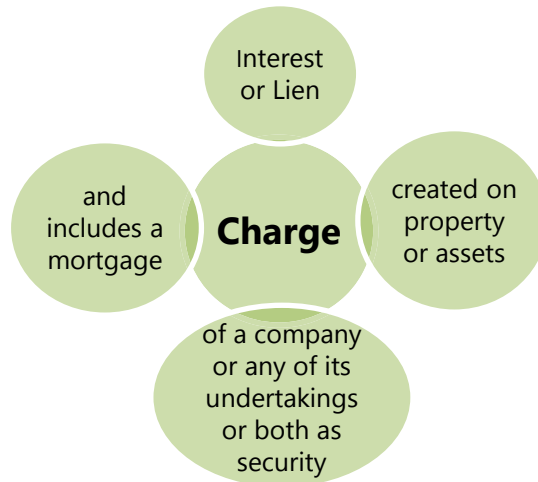 Interest
or Lien
Charge
created on
property
or assets
of a company
or any of its
undertakings
or both as
security
and
includes a
mortgage